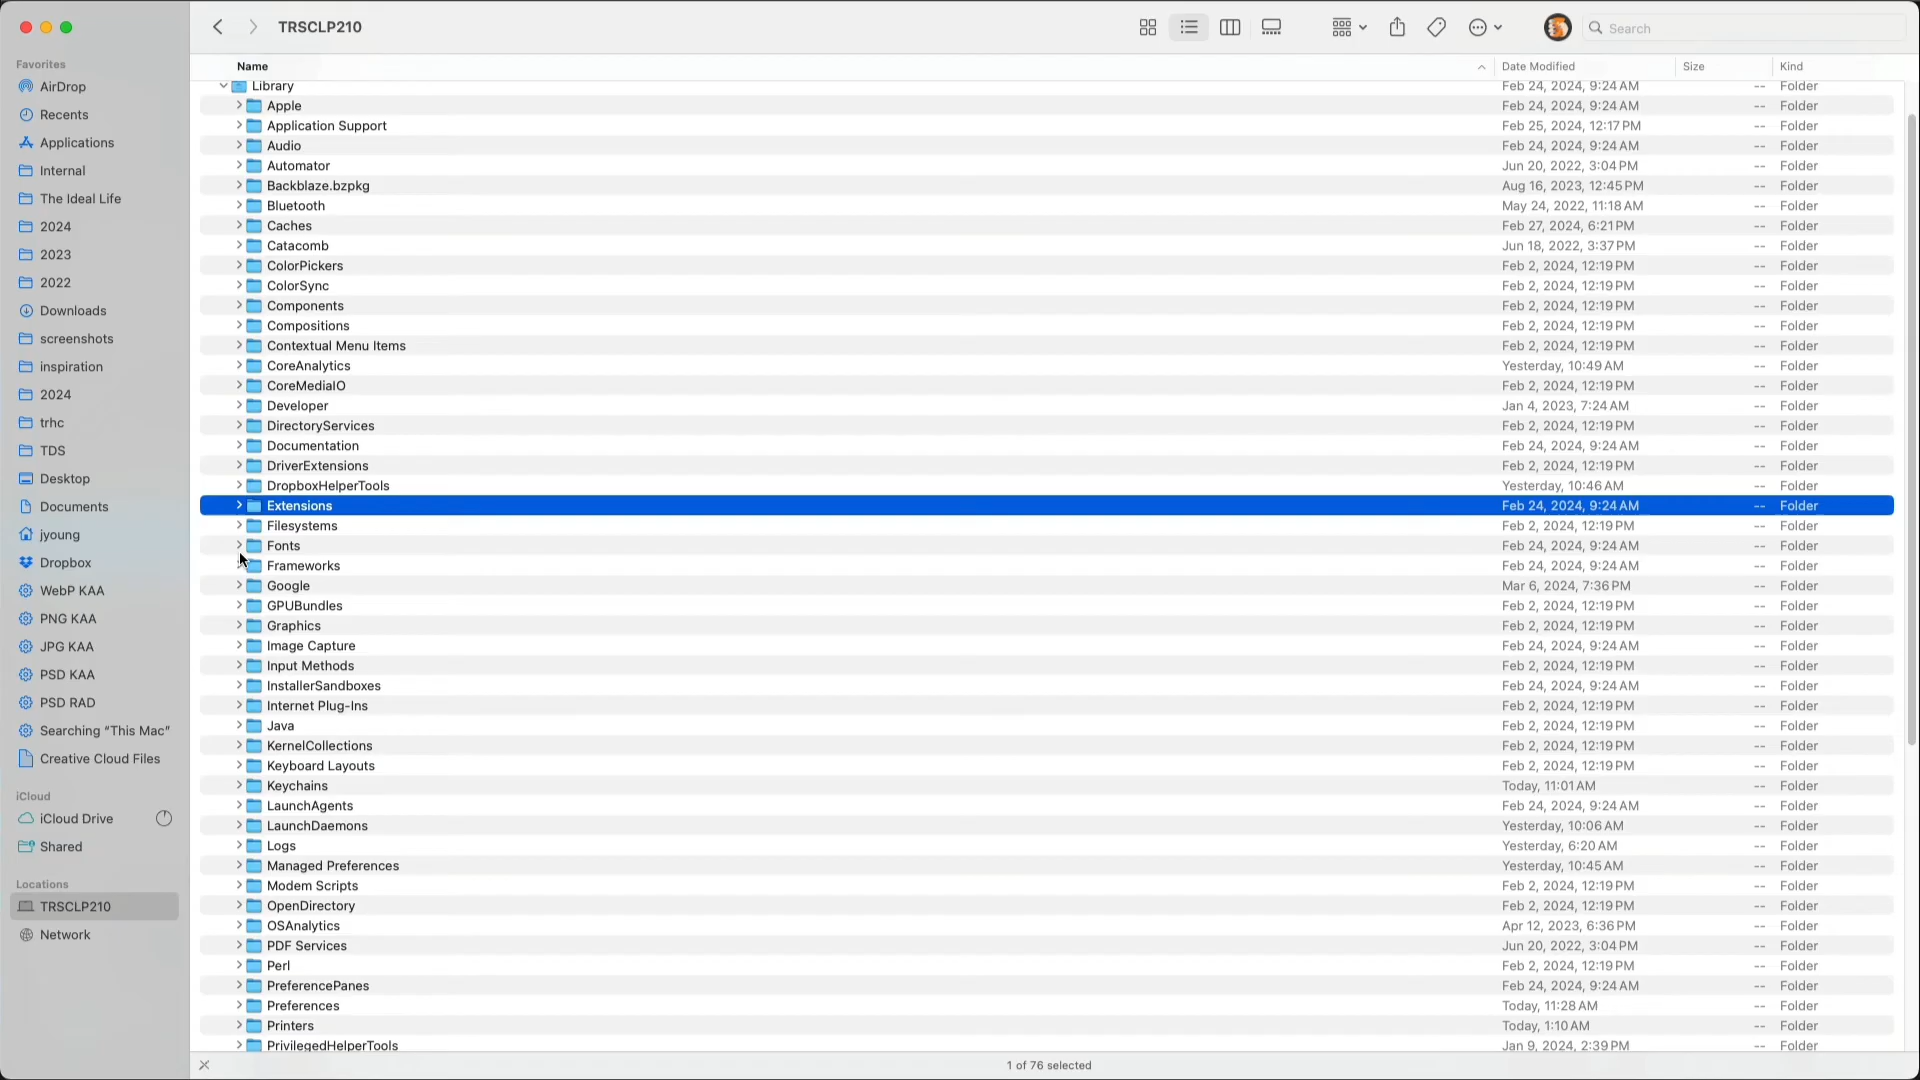 TRSCLP210
Search
Favorites
AirDrop
Recents
Applications
Internal
The Ideal Life
2024
2023
2022
Downloads
screenshots
inspiration
2024
trhc
TDS
Desktop
Documents
jyoung
Dropbox
WebP KAA
PNG KAA
JPG KAA
PSD KAA
PSD RAD
Searching “This Mac”
Creative Cloud Files
iCloud
iCloud Drive
Shared
Locations
TRSCLP210
Network
Name Date Modified Size Kind
Library Feb 24, 2024, 9:24 AM -- Folder
Apple Feb 24, 2024, 9:24 AM -- Folder
Application Support Feb 25, 2024, 12:17 PM -- Folder
Audio Feb 24, 2024, 9:24 AM -- Folder
Automator Jun 20, 2022, 3:04 PM -- Folder
Backblaze.bzpkg Aug 16, 2023, 12:45 PM -- Folder
Bluetooth May 24, 2022, 11:18 AM -- Folder
Caches Feb 27, 2024, 6:21 PM -- Folder
Catacomb Jun 18, 2022, 3:37 PM -- Folder
ColorPickers Feb 2, 2024, 12:19 PM -- Folder
ColorSync Feb 2, 2024, 12:19 PM -- Folder
Components Feb 2, 2024, 12:19 PM -- Folder
Compositions Feb 2, 2024, 12:19 PM -- Folder
Contextual Menu Items Feb 2, 2024, 12:19 PM -- Folder
CoreAnalytics Yesterday, 10:49 AM -- Folder
CoreMediaIO Feb 2, 2024, 12:19 PM -- Folder
Developer Jan 4, 2023, 7:24 AM -- Folder
DirectoryServices Feb 2, 2024, 12:19 PM -- Folder
Documentation Feb 24, 2024, 9:24 AM -- Folder
DriverExtensions Feb 2, 2024, 12:19 PM -- Folder
DropboxHelperTools Yesterday, 10:46 AM -- Folder
Extensions Feb 24, 2024, 9:24 AM -- Folder
Filesystems Feb 2, 2024, 12:19 PM -- Folder
Fonts Feb 24, 2024, 9:24 AM -- Folder
Frameworks Feb 24, 2024, 9:24 AM -- Folder
Google Mar 6, 2024, 7:36 PM -- Folder
GPUBundles Feb 2, 2024, 12:19 PM -- Folder
Graphics Feb 2, 2024, 12:19 PM -- Folder
Image Capture Feb 24, 2024, 9:24 AM -- Folder
Input Methods Feb 2, 2024, 12:19 PM -- Folder
InstallerSandboxes Feb 24, 2024, 9:24 AM -- Folder
Internet Plug-Ins Feb 2, 2024, 12:19 PM -- Folder
Java Feb 2, 2024, 12:19 PM -- Folder
KernelCollections Feb 2, 2024, 12:19 PM -- Folder
Keyboard Layouts Feb 2, 2024, 12:19 PM -- Folder
Keychains Today, 11:01 AM -- Folder
LaunchAgents Feb 24, 2024, 9:24 AM -- Folder
LaunchDaemons Yesterday, 10:06 AM -- Folder
Logs Yesterday, 6:20 AM -- Folder
Managed Preferences Yesterday, 10:45 AM -- Folder
Modem Scripts Feb 2, 2024, 12:19 PM -- Folder
OpenDirectory Feb 2, 2024, 12:19 PM -- Folder
OSAnalytics Apr 12, 2023, 6:36 PM -- Folder
PDF Services Jun 20, 2022, 3:04 PM -- Folder
Perl Feb 2, 2024, 12:19 PM -- Folder
PreferencePanes Feb 24, 2024, 9:24 AM -- Folder
Preferences Today, 11:28 AM -- Folder
Printers Today, 1:10 AM -- Folder
PrivilegedHelperTools Jan 9, 2024, 2:39 PM -- Folder
1 of 76 selected